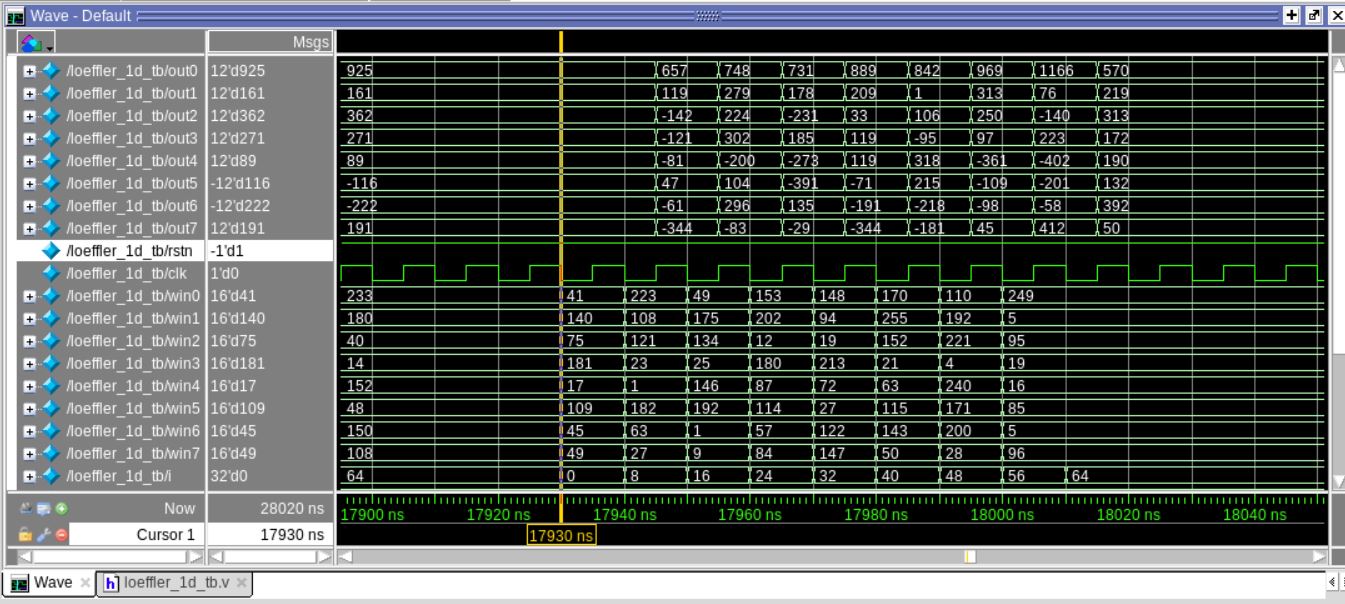 Wave - Default
Msgs
/loeffler_1d_tb/out0 12'd925 925 657 748 731 889 842 969 1166 570
/loeffler_1d_tb/out1 12'd161 161 119 279 178 209 1 313 76 219
/loeffler_1d_tb/out2 12'd362 362 -142 224 -231 33 106 250 -140 313
/loeffler_1d_tb/out3 12'd271 271 -121 302 185 119 -95 97 223 172
/loeffler_1d_tb/out4 12'd89 89 -81 -200 -273 119 318 -361 -402 190
/loeffler_1d_tb/out5 -12'd116 -116 47 104 -391 -71 215 -109 -201 132
/loeffler_1d_tb/out6 -12'd222 -222 -61 296 135 -191 -218 -98 -58 392
/loeffler_1d_tb/out7 12'd191 191 -344 -83 -29 -344 -181 45 412 50
/loeffler_1d_tb/rstn -1'd1
/loeffler_1d_tb/clk 1'd0
/loeffler_1d_tb/win0 16'd41 233 41 223 49 153 148 170 110 249
/loeffler_1d_tb/win1 16'd140 180 140 108 175 202 94 255 192 5
/loeffler_1d_tb/win2 16'd75 40 75 121 134 12 19 152 221 95
/loeffler_1d_tb/win3 16'd181 14 181 23 25 180 213 21 4 19
/loeffler_1d_tb/win4 16'd17 152 17 1 146 87 72 63 240 16
/loeffler_1d_tb/win5 16'd109 48 109 182 192 114 27 115 171 85
/loeffler_1d_tb/win6 16'd45 150 45 63 1 57 122 143 200 5
/loeffler_1d_tb/win7 16'd49 108 49 27 9 84 147 50 28 96
/loeffler_1d_tb/i 32'd0 64 0 8 16 24 32 40 48 56 64
Now 28020 ns 17900 ns 17920 ns 17940 ns 17960 ns 17980 ns 18000 ns 18020 ns 18040 ns
Cursor 1 17930 ns 17930 ns
Wave loeffler_1d_tb.v